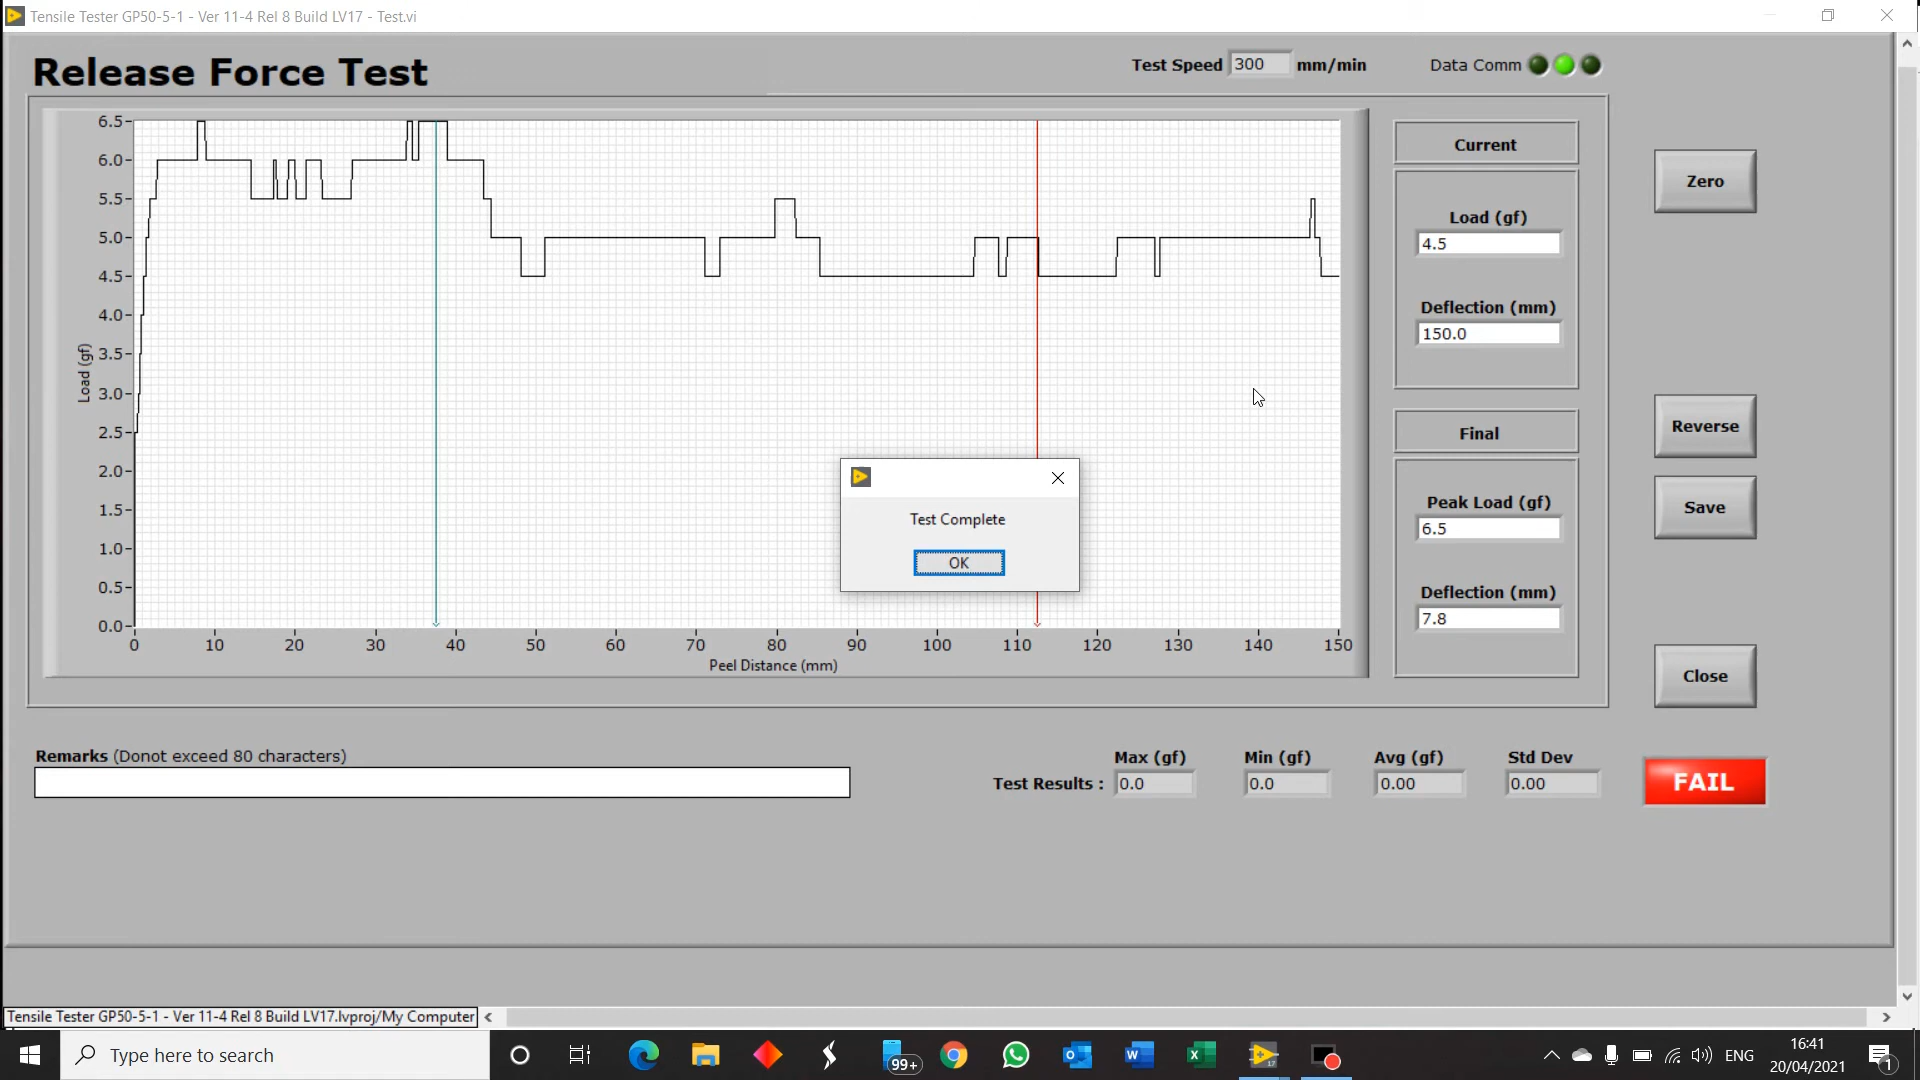 Tensile Tester GP50-5-1 - Ver 11-4 Rel 8 Build LV17 - Test.vi
Release Force Test
Test Speed 300 mm/min
Data Comm
6.5
6.0
5.5
5.0
4.5
4.0
3.5
3.0
2.5
2.0
1.5
1.0
0.5
0.0
Load (gf)
0 10 20 30 40 50 60 70 80 90 100 110 120 130 140 150
Peel Distance (mm)
Test Complete
OK
Current
Load (gf)
4.5
Deflection (mm)
150.0
Final
Peak Load (gf)
6.5
Deflection (mm)
7.8
Zero
Reverse
Save
Close
Remarks (Donot exceed 80 characters)
Max (gf) Min (gf) Avg (gf) Std Dev
Test Results : 0.0 0.0 0.00 0.00
FAIL
Tensile Tester GP50-5-1 - Ver 11-4 Rel 8 Build LV17.lvproj/My Computer
Type here to search
99+
17
ENG
16:41
20/04/2021
1